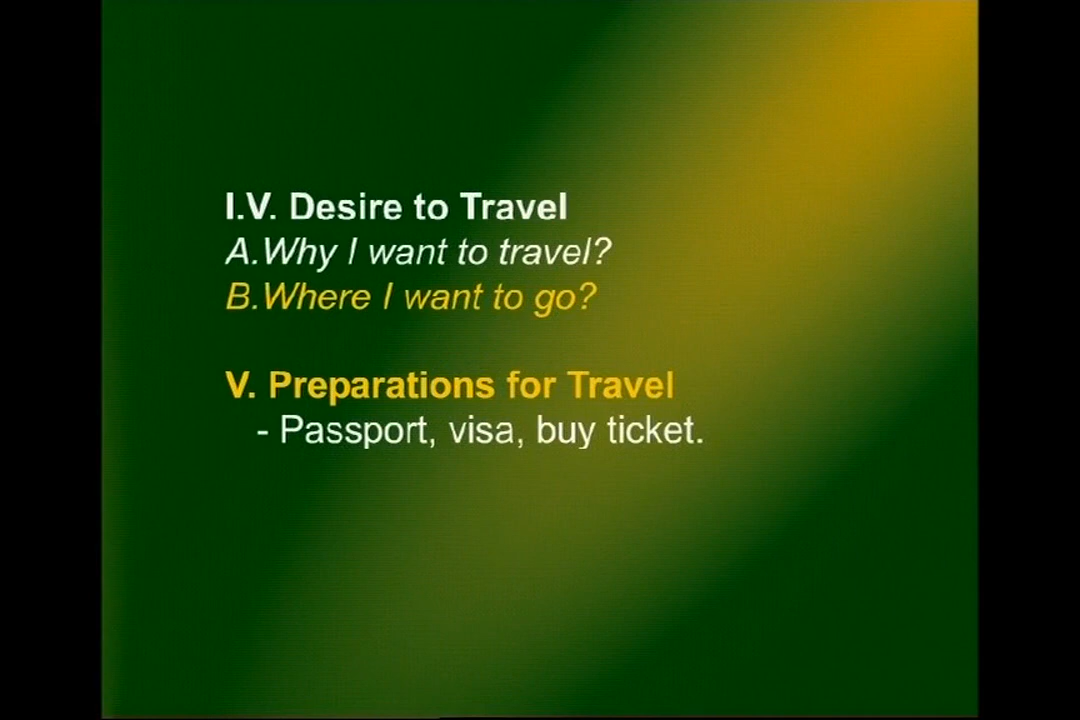 I.V. Desire to Travel
A.Why I want to travel?
B.Where I want to go?
V. Preparations for Travel
- Passport, visa, buy ticket.